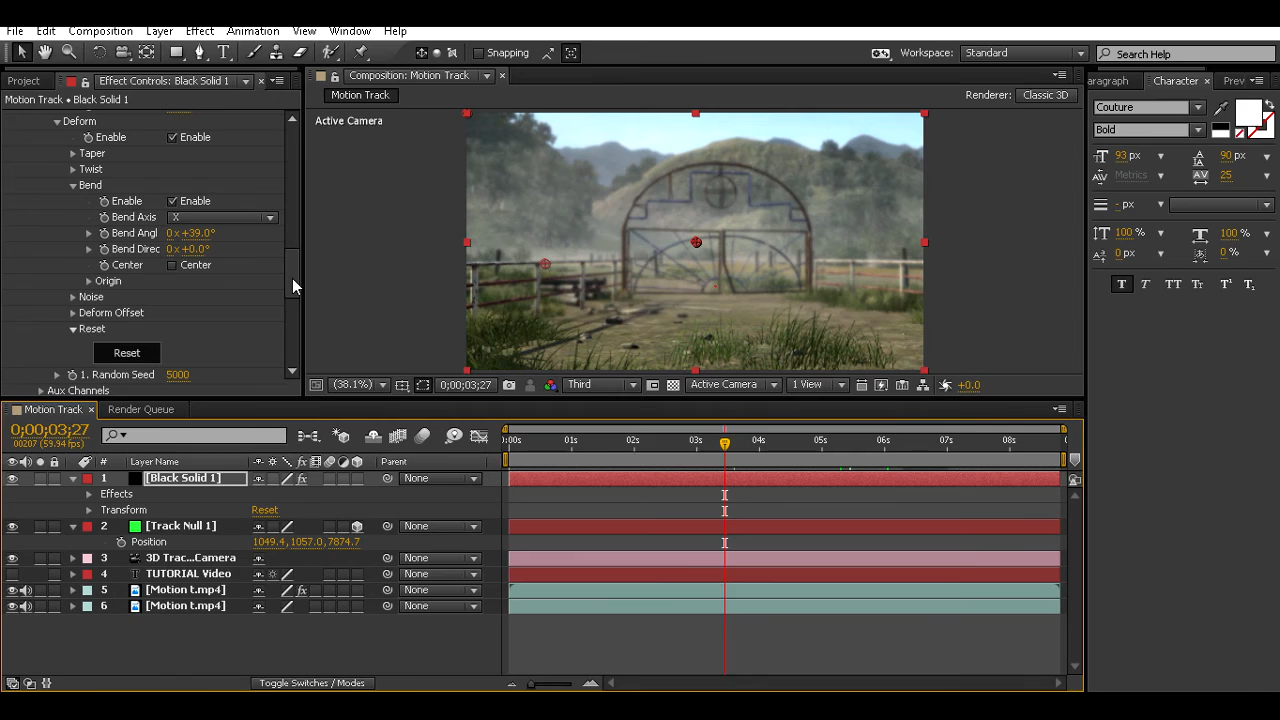 File Edit Composition Layer Effect Animation View Window Help
Snapping Workspace: Standard Search Help
Project Effect Controls: Black Solid 1
Motion Track • Black Solid 1
Deform
Enable Enable
Taper
Twist
Bend
Enable Enable
Bend Axis X
Bend Angl 0 x +39.0°
Bend Direc 0 x +0.0°
Center Center
Origin
Noise
Deform Offset
Reset
Reset
1. Random Seed 5000
Aux Channels
Composition: Motion Track
Motion Track Renderer: Classic 3D
Active Camera
(38.1%) 0;00;03;27 Third Active Camera 1 View +0.0
aragraph Character Prev
Couture
Bold
93 px 90 px
Metrics 25
- px
100 % 100 %
0 px 0 %
T T TT Tt T¹ T₁
Motion Track Render Queue
0;00;03;27
00207 (59.94 fps)
0:00s 01s 02s 03s 04s 05s 06s 07s 08s
# Layer Name Parent
1 [Black Solid 1] fx None
Effects
Transform Reset
2 [Track Null 1] None
Position 1049.4, 1057.0, 7874.7
3 3D Trac...Camera None
4 T TUTORIAL Video None
5 [Motion t.mp4] fx None
6 [Motion t.mp4] None
Toggle Switches / Modes